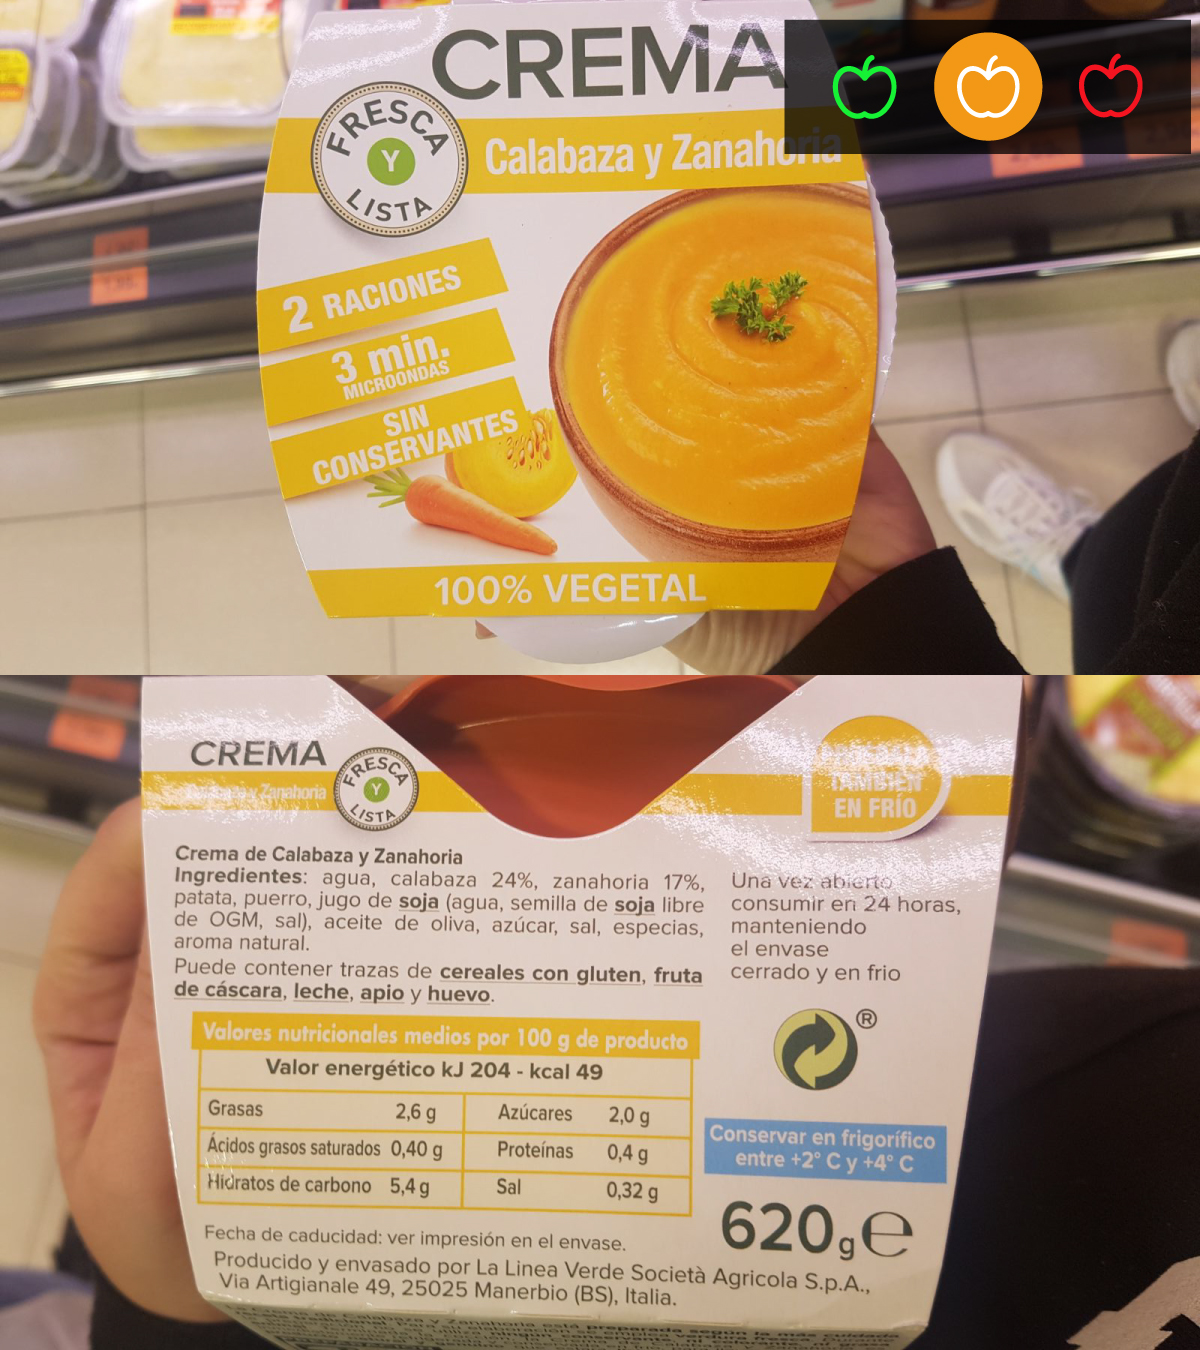 CREMA
FRESCA
Y
LISTA
Calabaza y Zanahoria
2 RACIONES
3 min.
MICROONDAS
SIN
CONSERVANTES
100% VEGETAL
CREMA
FRESCA
Y
LISTA
y Zanahoria
TAMBIÉN
EN FRÍO
Crema de Calabaza y Zanahoria
Ingredientes: agua, calabaza 24%, zanahoria 17%,
patata, puerro, jugo de soja (agua, semilla de soja libre
de OGM, sal), aceite de oliva, azúcar, sal, especias,
aroma natural.
Puede contener trazas de cereales con gluten, fruta
de cáscara, leche, apio y huevo.
Una vez abierto
consumir en 24 horas,
manteniendo
el envase
cerrado y en frio
®
Valores nutricionales medios por 100 g de producto
Valor energético kJ 204 - kcal 49
Grasas 2,6 g Azúcares 2,0 g
Ácidos grasos saturados 0,40 g Proteínas 0,4 g
Hidratos de carbono 5,4 g Sal 0,32 g
Conservar en frigorífico
entre +2° C y +4° C
620g e
Fecha de caducidad: ver impresión en el envase.
Producido y envasado por La Linea Verde Società Agricola S.p.A.,
Via Artigianale 49, 25025 Manerbio (BS), Italia.